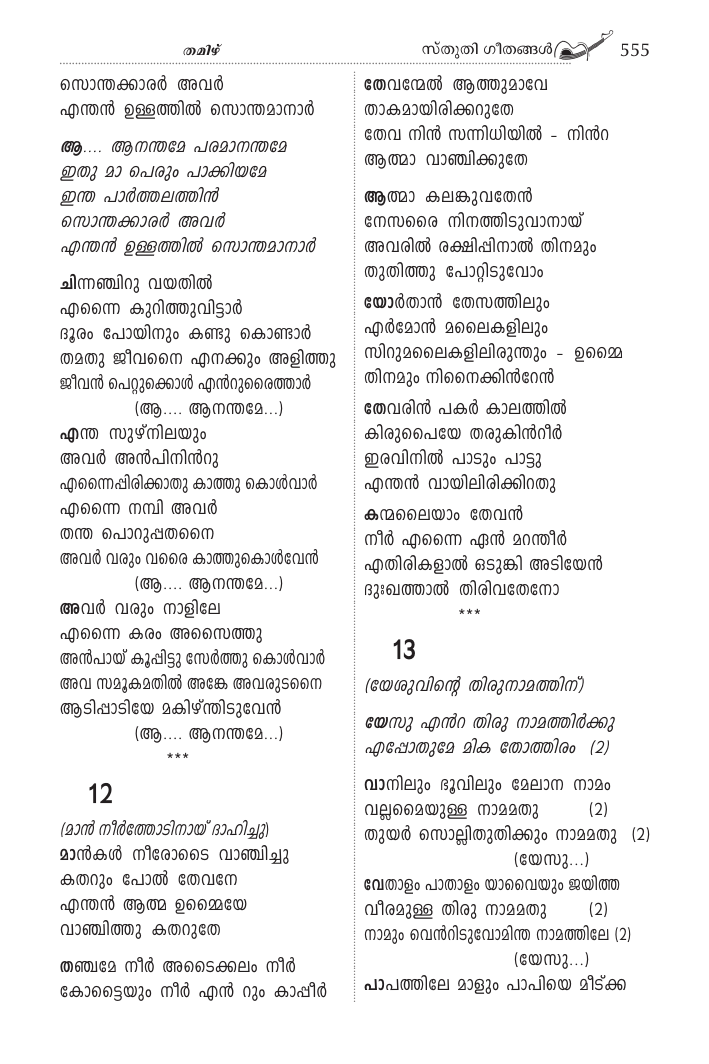 തമിഴ്
സ്തുതി ഗീതങ്ങൾ 555
സൊന്തക്കാരർ അവർ
എന്തൻ ഉള്ളത്തിൽ സൊന്തമാനാർ
ആ.... ആനന്തമേ പരമാനന്തമേ
ഇതു മാ പെരും പാക്കിയമേ
ഇന്ത പാർത്തലത്തിൻ
സൊന്തക്കാരർ അവർ
എന്തൻ ഉള്ളത്തിൽ സൊന്തമാനാർ
ചിന്നഞ്ചിറു വയതിൽ
എന്നൈ കുറിത്തുവിട്ടാർ
ദൂരം പോയിനും കണ്ടു കൊണ്ടാർ
തമതു ജീവനൈ എനക്കും അളിത്തു
ജീവൻ പെറ്റുക്കൊൾ എൻറുരൈത്താർ
(ആ.... ആനന്തമേ...)
എന്ത സുഴ്നിലയും
അവർ അൻപിനിൻറു
എന്നൈപ്പിരിക്കാതു കാത്തു കൊൾവാർ
എന്നൈ നമ്പി അവർ
തന്ത പൊറുപ്പതനൈ
അവർ വരും വരൈ കാത്തുകൊൾവേൻ
(ആ.... ആനന്തമേ...)
അവർ വരും നാളിലേ
എന്നൈ കരം അസൈത്തു
അൻപായ് കൂപ്പിട്ടു സേർത്തു കൊൾവാർ
അവ സമൂകമതിൽ അങ്കേ അവരുടനൈ
ആടിപ്പാടിയേ മകിഴ്ന്തിടുവേൻ
(ആ.... ആനന്തമേ...)
***
12
(മാൻ നീർത്തോടിനായ് ദാഹിച്ചു)
മാൻകൾ നീരോടൈ വാഞ്ചിച്ചു
കതറും പോൽ തേവനേ
എന്തൻ ആത്മ ഉമ്മൈയേ
വാഞ്ചിത്തു കതറുതേ
തഞ്ചമേ നീർ അടൈക്കലം നീർ
കോട്ടൈയും നീർ എൻ റും കാപ്പീർ
തേവന്മേൽ ആത്തുമാവേ
താകമായിരിക്കറുതേ
തേവ നിൻ സന്നിധിയിൽ - നിൻറ
ആത്മാ വാഞ്ചിക്കുതേ
ആത്മാ കലങ്കുവതേൻ
നേസരൈ നിനത്തിടുവാനായ്
അവരിൽ രക്ഷിപ്പിനാൽ തിനമും
തുതിത്തു പോറ്റിടുവോം
യോർതാൻ തേസത്തിലും
എർമോൻ മലൈകളിലും
സിറുമലൈകളിലിരുന്തും - ഉമ്മൈ
തിനമും നിനൈക്കിൻറേൻ
തേവരിൻ പകർ കാലത്തിൽ
കിരുപൈയേ തരുകിൻറീർ
ഇരവിനിൽ പാടും പാട്ടു
എന്തൻ വായിലിരിക്കിറതു
കന്മലൈയാം തേവൻ
നീർ എന്നൈ ഏൻ മറന്തീർ
എതിരികളാൽ ഒടുങ്കി അടിയേൻ
ദുഃഖത്താൽ തിരിവതേനോ
***
13
(യേശുവിന്റെ തിരുനാമത്തിന്)
യേസു എൻറ തിരു നാമത്തിർക്കു
എപ്പോതുമേ മിക തോത്തിരം (2)
വാനിലും ഭൂവിലും മേലാന നാമം
വല്ലമൈയുള്ള നാമമതു (2)
തുയർ സൊല്ലിതുതിക്കും നാമമതു (2)
(യേസു...)
വേതാളം പാതാളം യാവൈയും ജയിത്ത
വീരമുള്ള തിരു നാമമതു (2)
നാമും വെൻറിടുവോമിന്ത നാമത്തിലേ (2)
(യേസു...)
പാപത്തിലേ മാളും പാപിയെ മീട്ക്ക